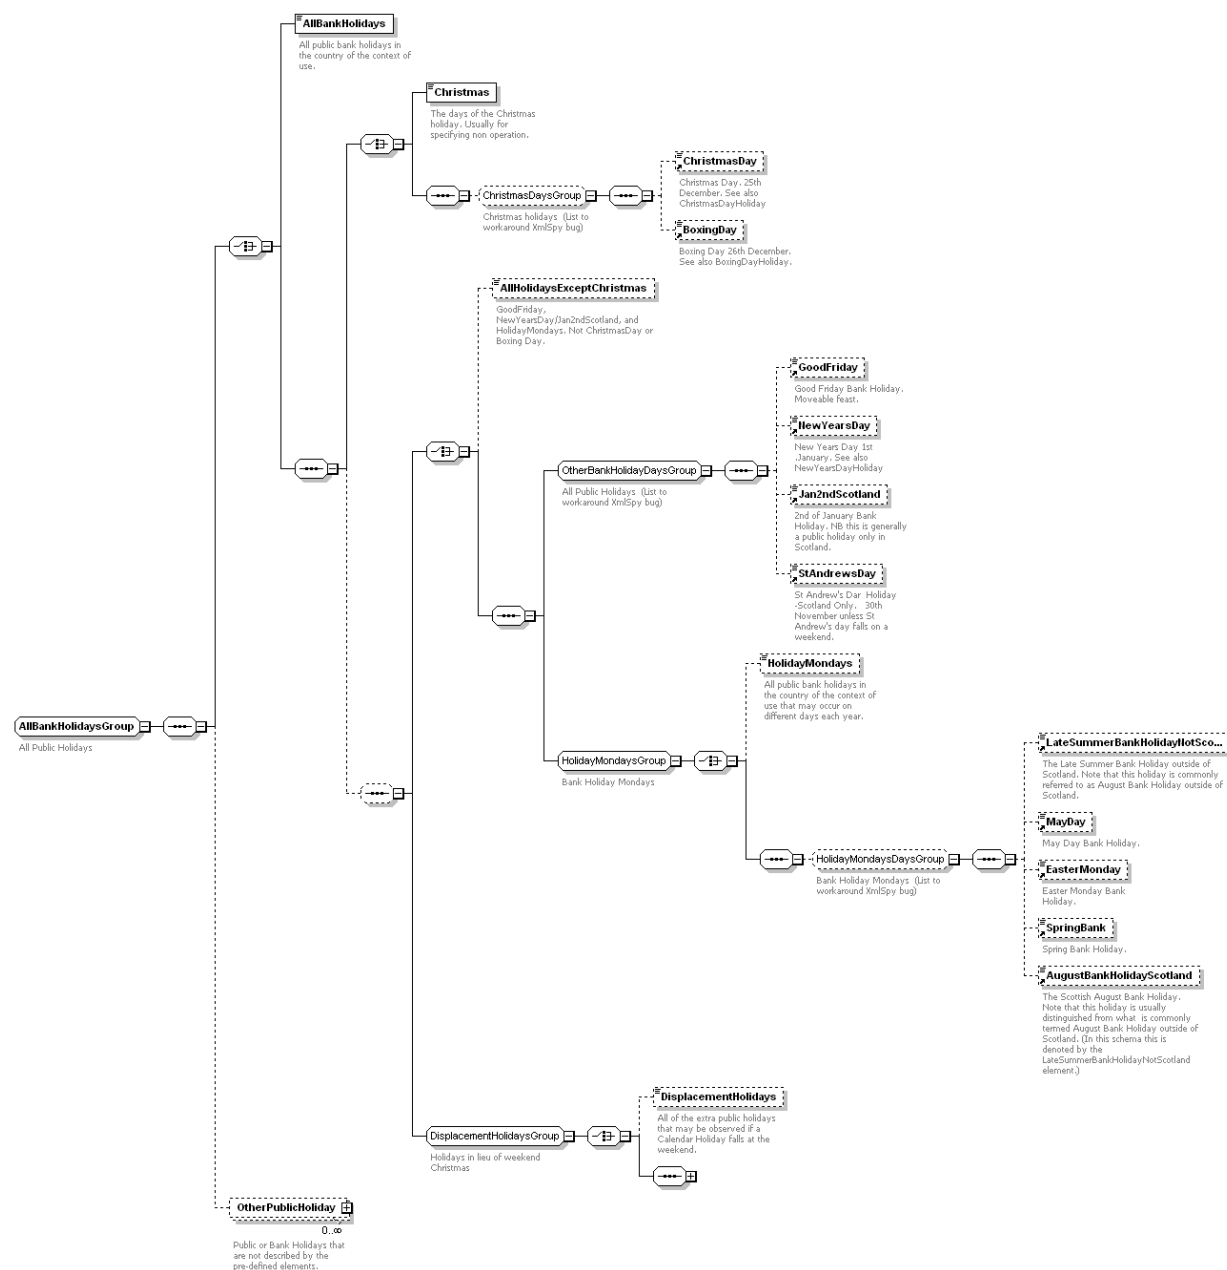 AllBankHolidays
All public bank holidays in
the country of the context of
use.
Christmas
The days of the Christmas
holiday. Usually for
specifying non operation.
ChristmasDaysGroup
Christmas holidays (List to
workaround XmlSpy bug)
ChristmasDay
Christmas Day. 25th
December. See also
ChristmasDayHoliday
BoxingDay
Boxing Day 26th December.
See also BoxingDayHoliday.
AllHolidaysExceptChristmas
GoodFriday,
NewYearsDay/Jan2ndScotland, and
HolidayMondays. Not ChristmasDay or
Boxing Day.
OtherBankHolidayDaysGroup
All Public Holidays (List to
workaround XmlSpy bug)
GoodFriday
Good Friday Bank Holiday.
Moveable feast.
NewYearsDay
New Years Day 1st
.January. See also
NewYearsDayHoliday
Jan2ndScotland
2nd of January Bank
Holiday. NB this is generally
a public holiday only in
Scotland.
StAndrewsDay
St Andrew's Dar Holiday
-Scotland Only. 30th
November unless St
Andrew's day falls on a
weekend.
AllBankHolidaysGroup
All Public Holidays
HolidayMondaysGroup
Bank Holiday Mondays
HolidayMondays
All public bank holidays in
the country of the context of
use that may occur on
different days each year.
HolidayMondaysDaysGroup
Bank Holiday Mondays (List to
workaround XmlSpy bug)
LateSummerBankHolidayNotSco...
The Late Summer Bank Holiday outside of
Scotland. Note that this holiday is commonly
referred to as August Bank Holiday outside of
Scotland.
MayDay
May Day Bank Holiday.
EasterMonday
Easter Monday Bank
Holiday.
SpringBank
Spring Bank Holiday.
AugustBankHolidayScotland
The Scottish August Bank Holiday.
Note that this holiday is usually
distinguished from what is commonly
termed August Bank Holiday outside of
Scotland. (In this schema this is
denoted by the
LateSummerBankHolidayNotScotland
element.)
DisplacementHolidaysGroup
Holidays in lieu of weekend
Christmas
DisplacementHolidays
All of the extra public holidays
that may be observed if a
Calendar Holiday falls at the
weekend.
OtherPublicHoliday
0..∞
Public or Bank Holidays that
are not described by the
pre-defined elements.